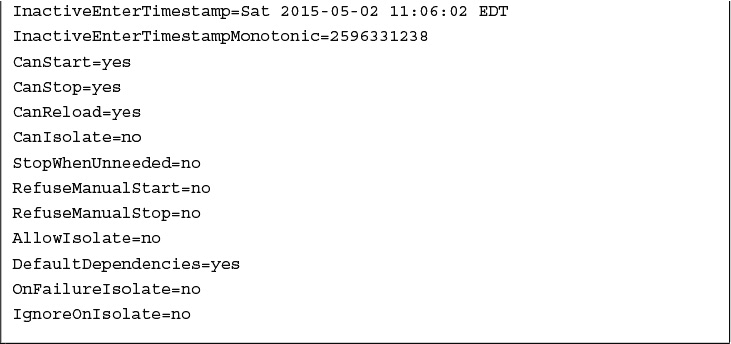 InactiveEnterTimestamp=Sat 2015-05-02 11:06:02 EDT
InactiveEnterTimestampMonotonic=2596331238
CanStart=yes
CanStop=yes
CanReload=yes
CanIsolate=no
StopWhenUnneeded=no
RefuseManualStart=no
RefuseManualStop=no
AllowIsolate=no
DefaultDependencies=yes
OnFailureIsolate=no
IgnoreOnIsolate=no